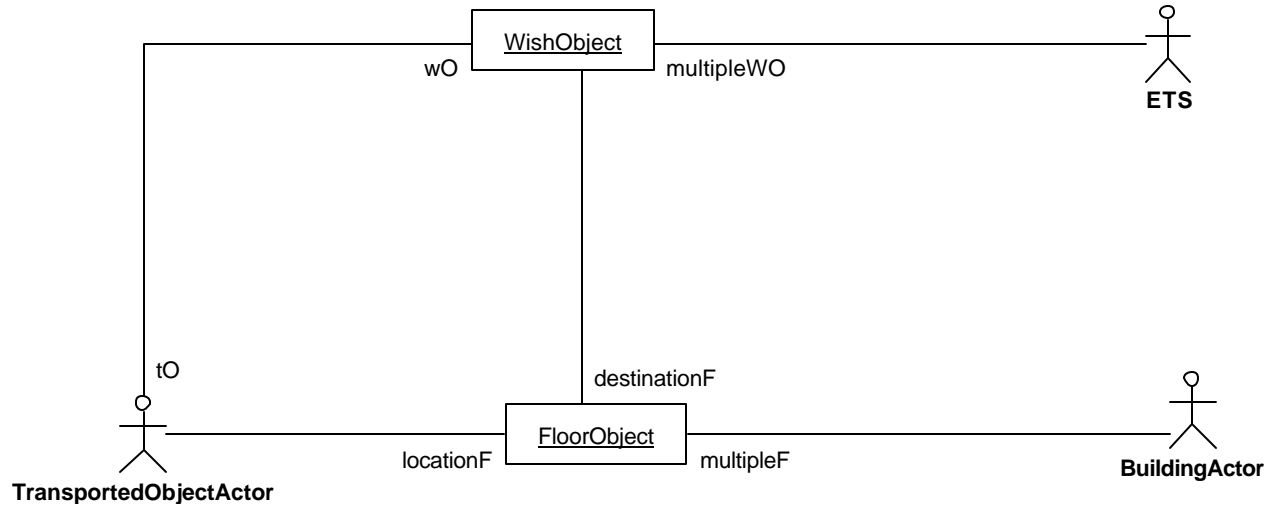 WishObject
wO
multipleWO
ETS
tO
destinationF
FloorObject
locationF
multipleF
BuildingActor
TransportedObjectActor